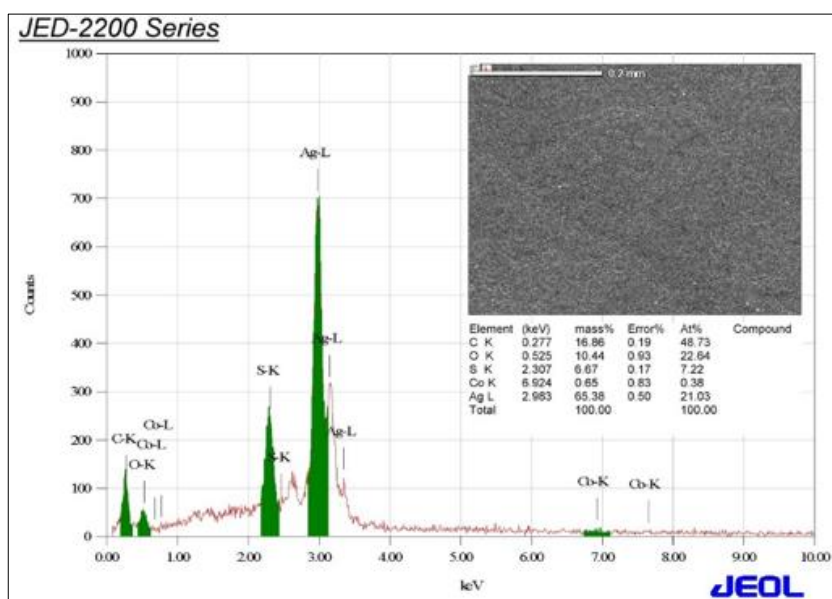 JED-2200 Series
1000
900
800
700
600
500
400
300
200
100
0
Counts
C-K
O-K
Co-L
Co-L
S-K
S-K
Ag-L
Ag-L
Ag-L
Co-K
Co-K
0.2 mm
Element (keV) mass% Error% At% Compound
C K 0.277 16.86 0.19 48.73
O K 0.525 10.44 0.93 22.64
S K 2.307 6.67 0.17 7.22
Co K 6.924 0.65 0.83 0.38
Ag L 2.983 65.38 0.50 21.03
Total 100.00 100.00
0.00 1.00 2.00 3.00 4.00 5.00 6.00 7.00 8.00 9.00 10.00
keV
JEOL